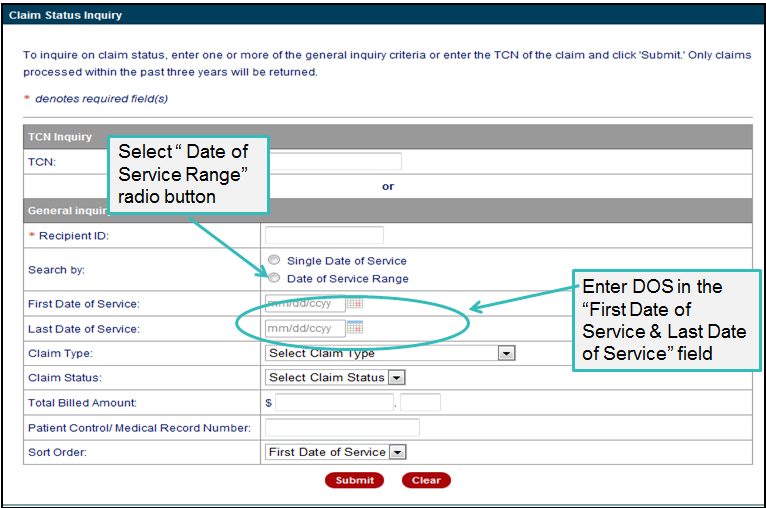 Claim Status Inquiry
To inquire on claim status, enter one or more of the general inquiry criteria or enter the TCN of the claim and click 'Submit.' Only claims
processed within the past three years will be returned.
* denotes required field(s)
TCN Inquiry
TCN:
Select “ Date of
Service Range”
radio button
or
General inquir
* Recipient ID:
Search by:
Single Date of Service
Date of Service Range
First Date of Service:
mm/dd/ccyy
Last Date of Service:
mm/dd/ccyy
Enter DOS in the
“First Date of
Service & Last Date
of Service” field
Claim Type:
Select Claim Type
Claim Status:
Select Claim Status
Total Billed Amount:
$ .
Patient Control/ Medical Record Number:
Sort Order:
First Date of Service
Submit
Clear